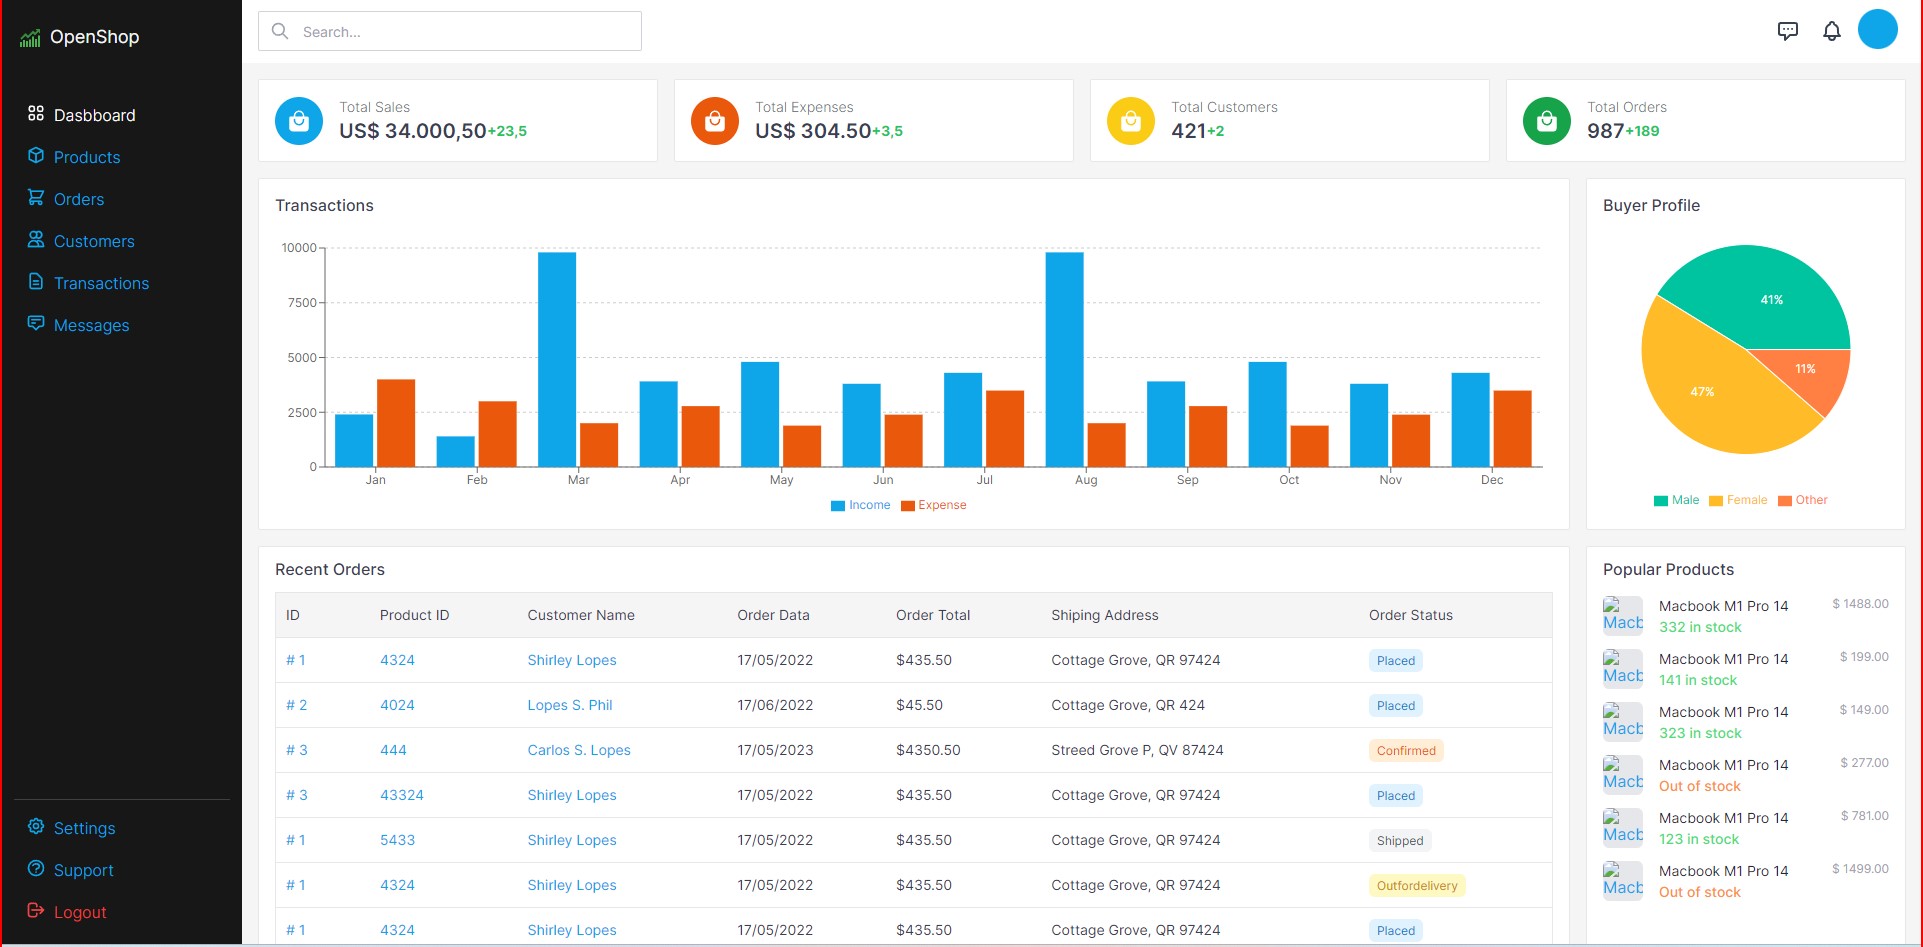 OpenShop
Search...
Dasbboard
Products
Orders
Customers
Transactions
Messages
Settings
Support
Logout
Total Sales
US$ 34.000,50+23,5
Total Expenses
US$ 304.50+3,5
Total Customers
421+2
Total Orders
987+189
Transactions
10000
7500
5000
2500
0
Jan Feb Mar Apr May Jun Jul Aug Sep Oct Nov Dec
Income Expense
Buyer Profile
41%
11%
47%
Male Female Other
Recent Orders
ID Product ID Customer Name Order Data Order Total Shiping Address Order Status
# 1 4324 Shirley Lopes 17/05/2022 $435.50 Cottage Grove, QR 97424 Placed
# 2 4024 Lopes S. Phil 17/06/2022 $45.50 Cottage Grove, QR 424 Placed
# 3 444 Carlos S. Lopes 17/05/2023 $4350.50 Streed Grove P, QV 87424 Confirmed
# 3 43324 Shirley Lopes 17/05/2022 $435.50 Cottage Grove, QR 97424 Placed
# 1 5433 Shirley Lopes 17/05/2022 $435.50 Cottage Grove, QR 97424 Shipped
# 1 4324 Shirley Lopes 17/05/2022 $435.50 Cottage Grove, QR 97424 Outfordelivery
# 1 4324 Shirley Lopes 17/05/2022 $435.50 Cottage Grove, QR 97424 Placed
Popular Products
Macb Macbook M1 Pro 14 $ 1488.00
332 in stock
Macb Macbook M1 Pro 14 $ 199.00
141 in stock
Macb Macbook M1 Pro 14 $ 149.00
323 in stock
Macb Macbook M1 Pro 14 $ 277.00
Out of stock
Macb Macbook M1 Pro 14 $ 781.00
123 in stock
Macb Macbook M1 Pro 14 $ 1499.00
Out of stock